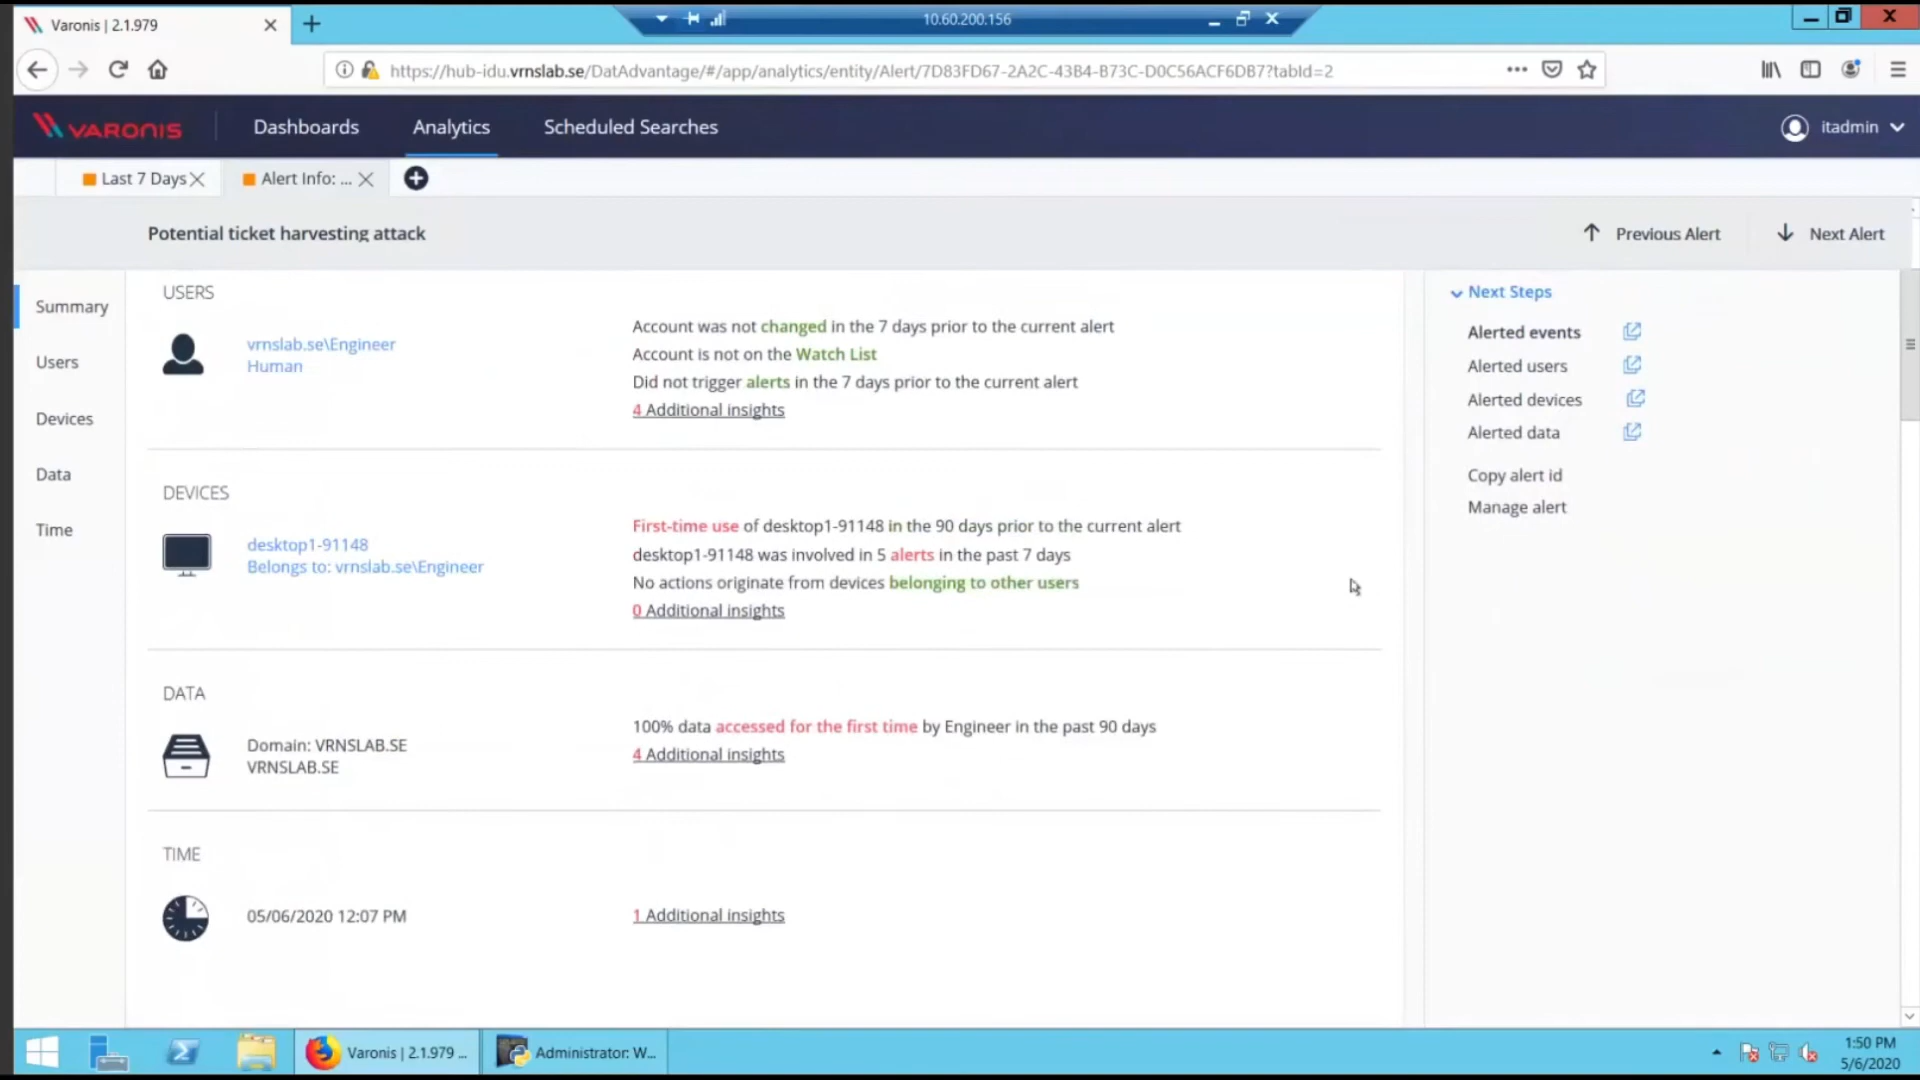 Varonis | 2.1.979
10.60.200.156
https://hub-idu.vrnslab.se/DatAdvantage/#/app/analytics/entity/Alert/7D83FD67-2A2C-43B4-B73C-D0C56ACF6DB7?tabId=2
VARONIS
Dashboards
Analytics
Scheduled Searches
itadmin
Last 7 Days
Alert Info: ...
Potential ticket harvesting attack
Previous Alert
Next Alert
Summary
Users
Devices
Data
Time
USERS
vrnslab.se\Engineer
Human
Account was not changed in the 7 days prior to the current alert
Account is not on the Watch List
Did not trigger alerts in the 7 days prior to the current alert
4 Additional insights
DEVICES
desktop1-91148
Belongs to: vrnslab.se\Engineer
First-time use of desktop1-91148 in the 90 days prior to the current alert
desktop1-91148 was involved in 5 alerts in the past 7 days
No actions originate from devices belonging to other users
0 Additional insights
DATA
Domain: VRNSLAB.SE
VRNSLAB.SE
100% data accessed for the first time by Engineer in the past 90 days
4 Additional insights
TIME
05/06/2020 12:07 PM
1 Additional insights
Next Steps
Alerted events
Alerted users
Alerted devices
Alerted data
Copy alert id
Manage alert
Varonis | 2.1.979 ...
Administrator: W...
1:50 PM
5/6/2020